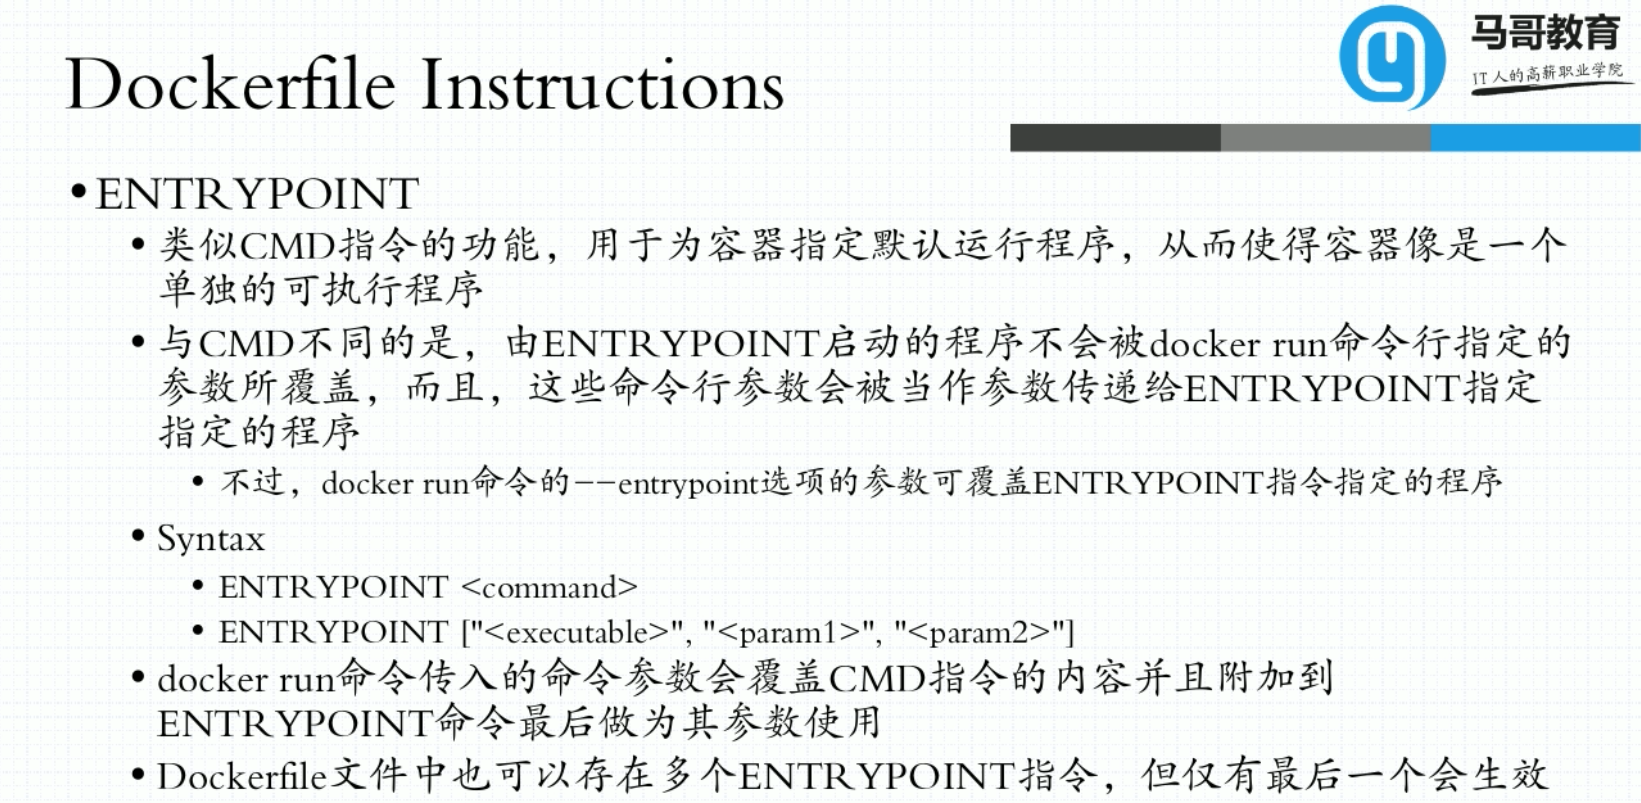 马哥教育
IT人的高薪职业学院
Dockerfile Instructions
•ENTRYPOINT
• 类似CMD指令的功能，用于为容器指定默认运行程序，从而使得容器像是一个
单独的可执行程序
• 与CMD不同的是，由ENTRYPOINT启动的程序不会被docker run命令行指定的
参数所覆盖，而且，这些命令行参数会被当作参数传递给ENTRYPOINT指定
指定的程序
• 不过，docker run命令的--entrypoint选项的参数可覆盖ENTRYPOINT指令指定的程序
• Syntax
• ENTRYPOINT <command>
• ENTRYPOINT ["<executable>", "<param1>", "<param2>"]
• docker run命令传入的命令参数会覆盖CMD指令的内容并且附加到
ENTRYPOINT命令最后做为其参数使用
• Dockerfile文件中也可以存在多个ENTRYPOINT指令，但仅有最后一个会生效